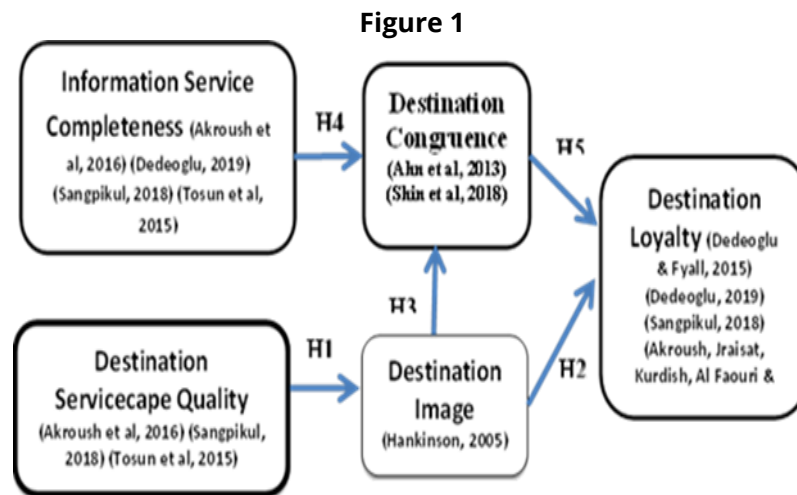 Figure 1
Information Service
Completeness (Akroush et
al, 2016) (Dedeoglu, 2019)
(Sangpikul, 2018) (Tosun et al,
2015)
H4
Destination
Congruence
(Ahn et al, 2013)
(Shin et al, 2018)
H5
Destination
Loyalty (Dedeoglu
& Fyall, 2015)
(Dedeoglu, 2019)
(Sangpikul, 2018)
(Akroush, Jraisat,
Kurdish, Al Faouri &
H3
Destination
Servicecape Quality
(Akroush et al, 2016) (Sangpikul,
2018) (Tosun et al, 2015)
H1
Destination
Image
(Hankinson, 2005)
H2